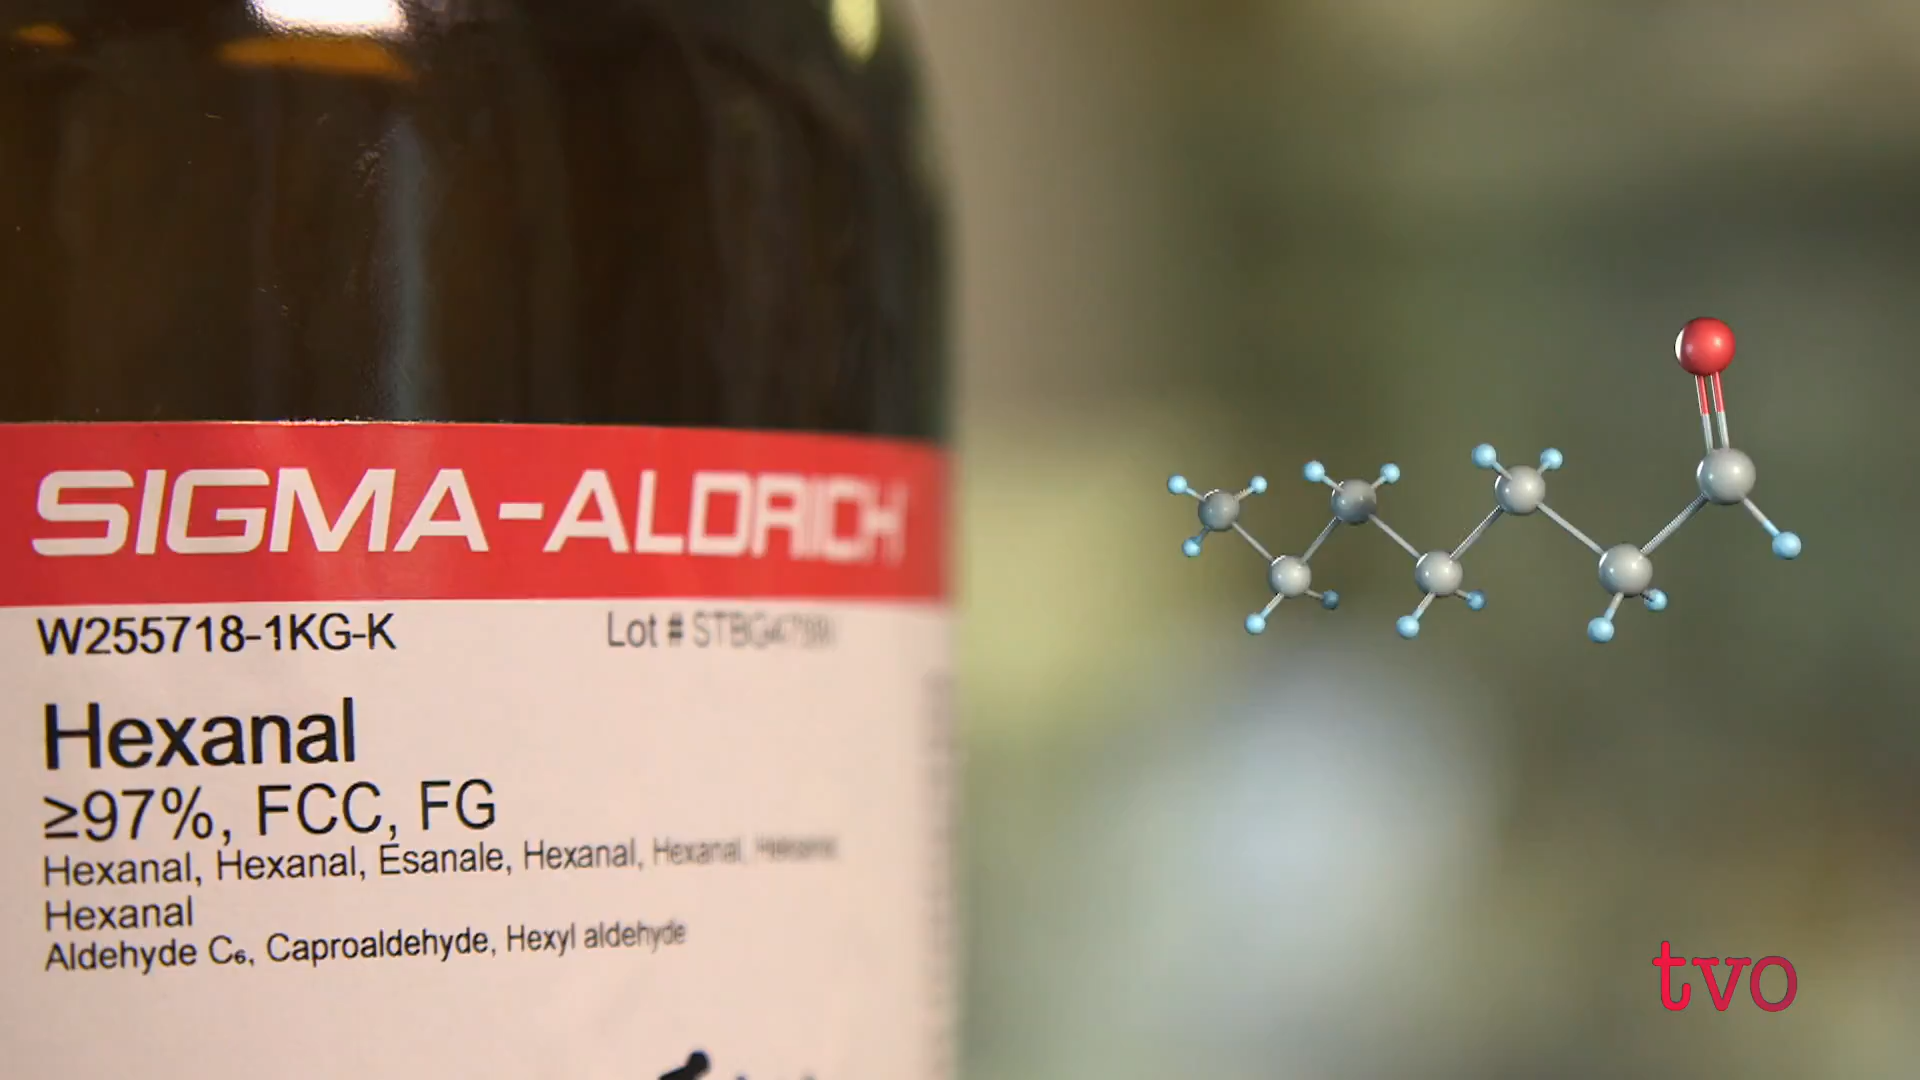 SIGMA-ALDRICH
W255718-1KG-K Lot #
Hexanal
≥97%, FCC, FG
Hexanal, Hexanal, Esanale, Hexanal, Hexanal,
Hexanal
Aldehyde C₆, Caproaldehyde, Hexyl aldehyde
tvo